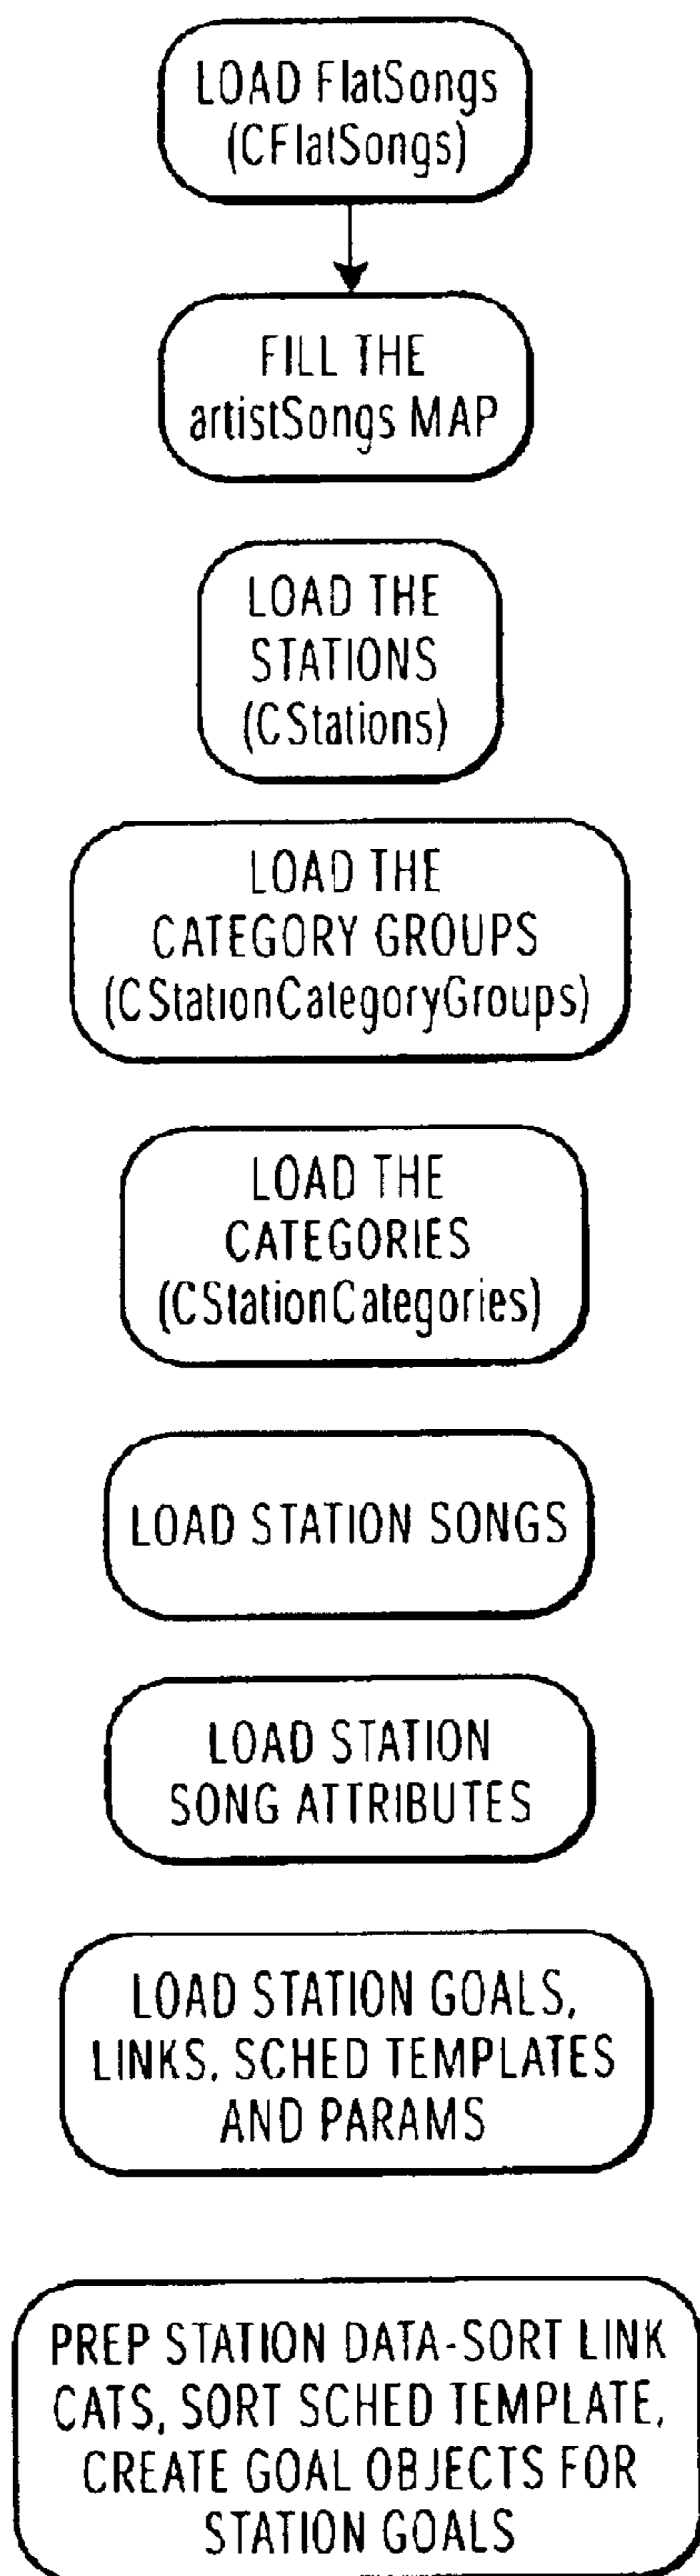 LOAD FlatSongs
(CFlatSongs)
FILL THE
artistSongs MAP
LOAD THE
STATIONS
(CStations)
LOAD THE
CATEGORY GROUPS
(CStationCategoryGroups)
LOAD THE
CATEGORIES
(CStationCategories)
LOAD STATION SONGS
LOAD STATION
SONG ATTRIBUTES
LOAD STATION GOALS,
LINKS, SCHED TEMPLATES
AND PARAMS
PREP STATION DATA-SORT LINK
CATS, SORT SCHED TEMPLATE,
CREATE GOAL OBJECTS FOR
STATION GOALS